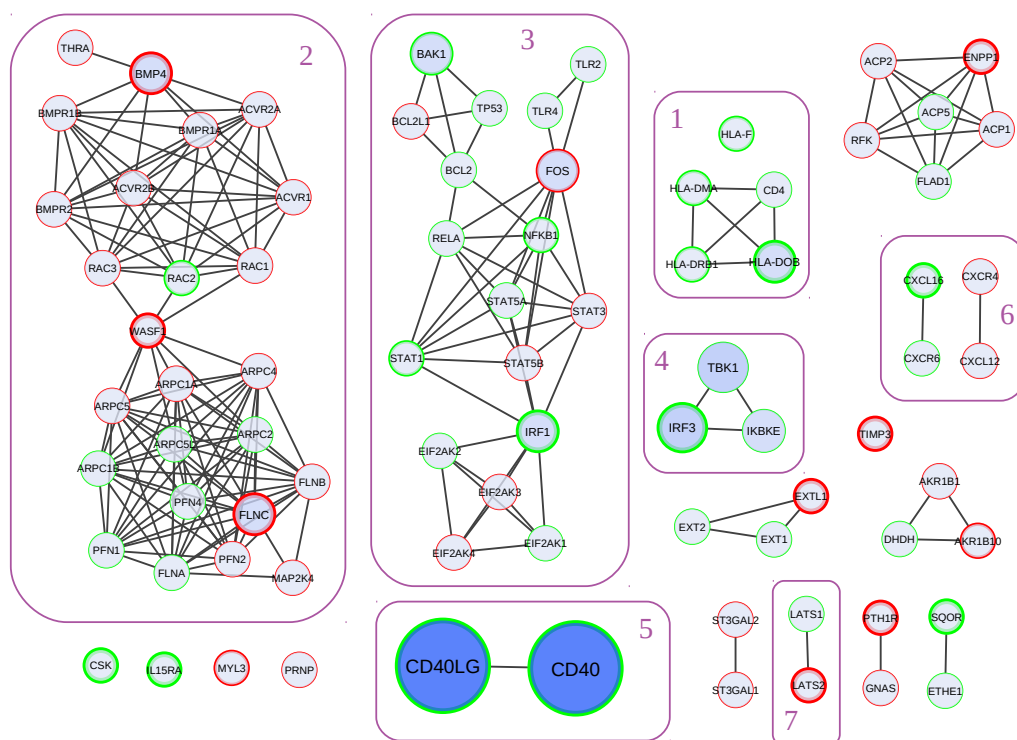 2
THRA
BMP4
BMPR1B
ACVR2A
BMPR1A
ACVR2B
ACVR1
BMPR2
RAC3
RAC2
RAC1
WASF1
ARPC4
ARPC1A
ARPC5
ARPC2
ARPC1B
FLNB
PFN4
FLNC
PFN1
PFN2
FLNA
MAP2K4
3
BAK1
TLR2
TP53
TLR4
BCL2L1
BCL2
FOS
RELA
NFKB1
STAT5A
STAT3
STAT1
STAT5B
IRF1
EIF2AK2
EIF2AK3
EIF2AK4
EIF2AK1
1
HLA-F
HLA-DMA
CD4
HLA-DRB1
HLA-DOB
ACP2
ENPP1
ACP5
ACP1
RFK
FLAD1
CXCL16
CXCR4
6
CXCR6
CXCL12
4
TBK1
IRF3
IKBKE
TIMP3
EXTL1
EXT2
EXT1
AKR1B1
DHDH
AKR1B10
5
CD40LG
CD40
CSK
IL15RA
MYL3
PRNP
ST3GAL2
ST3GAL1
LATS1
LATS2
7
PTH1R
GNAS
SQOR
ETHE1